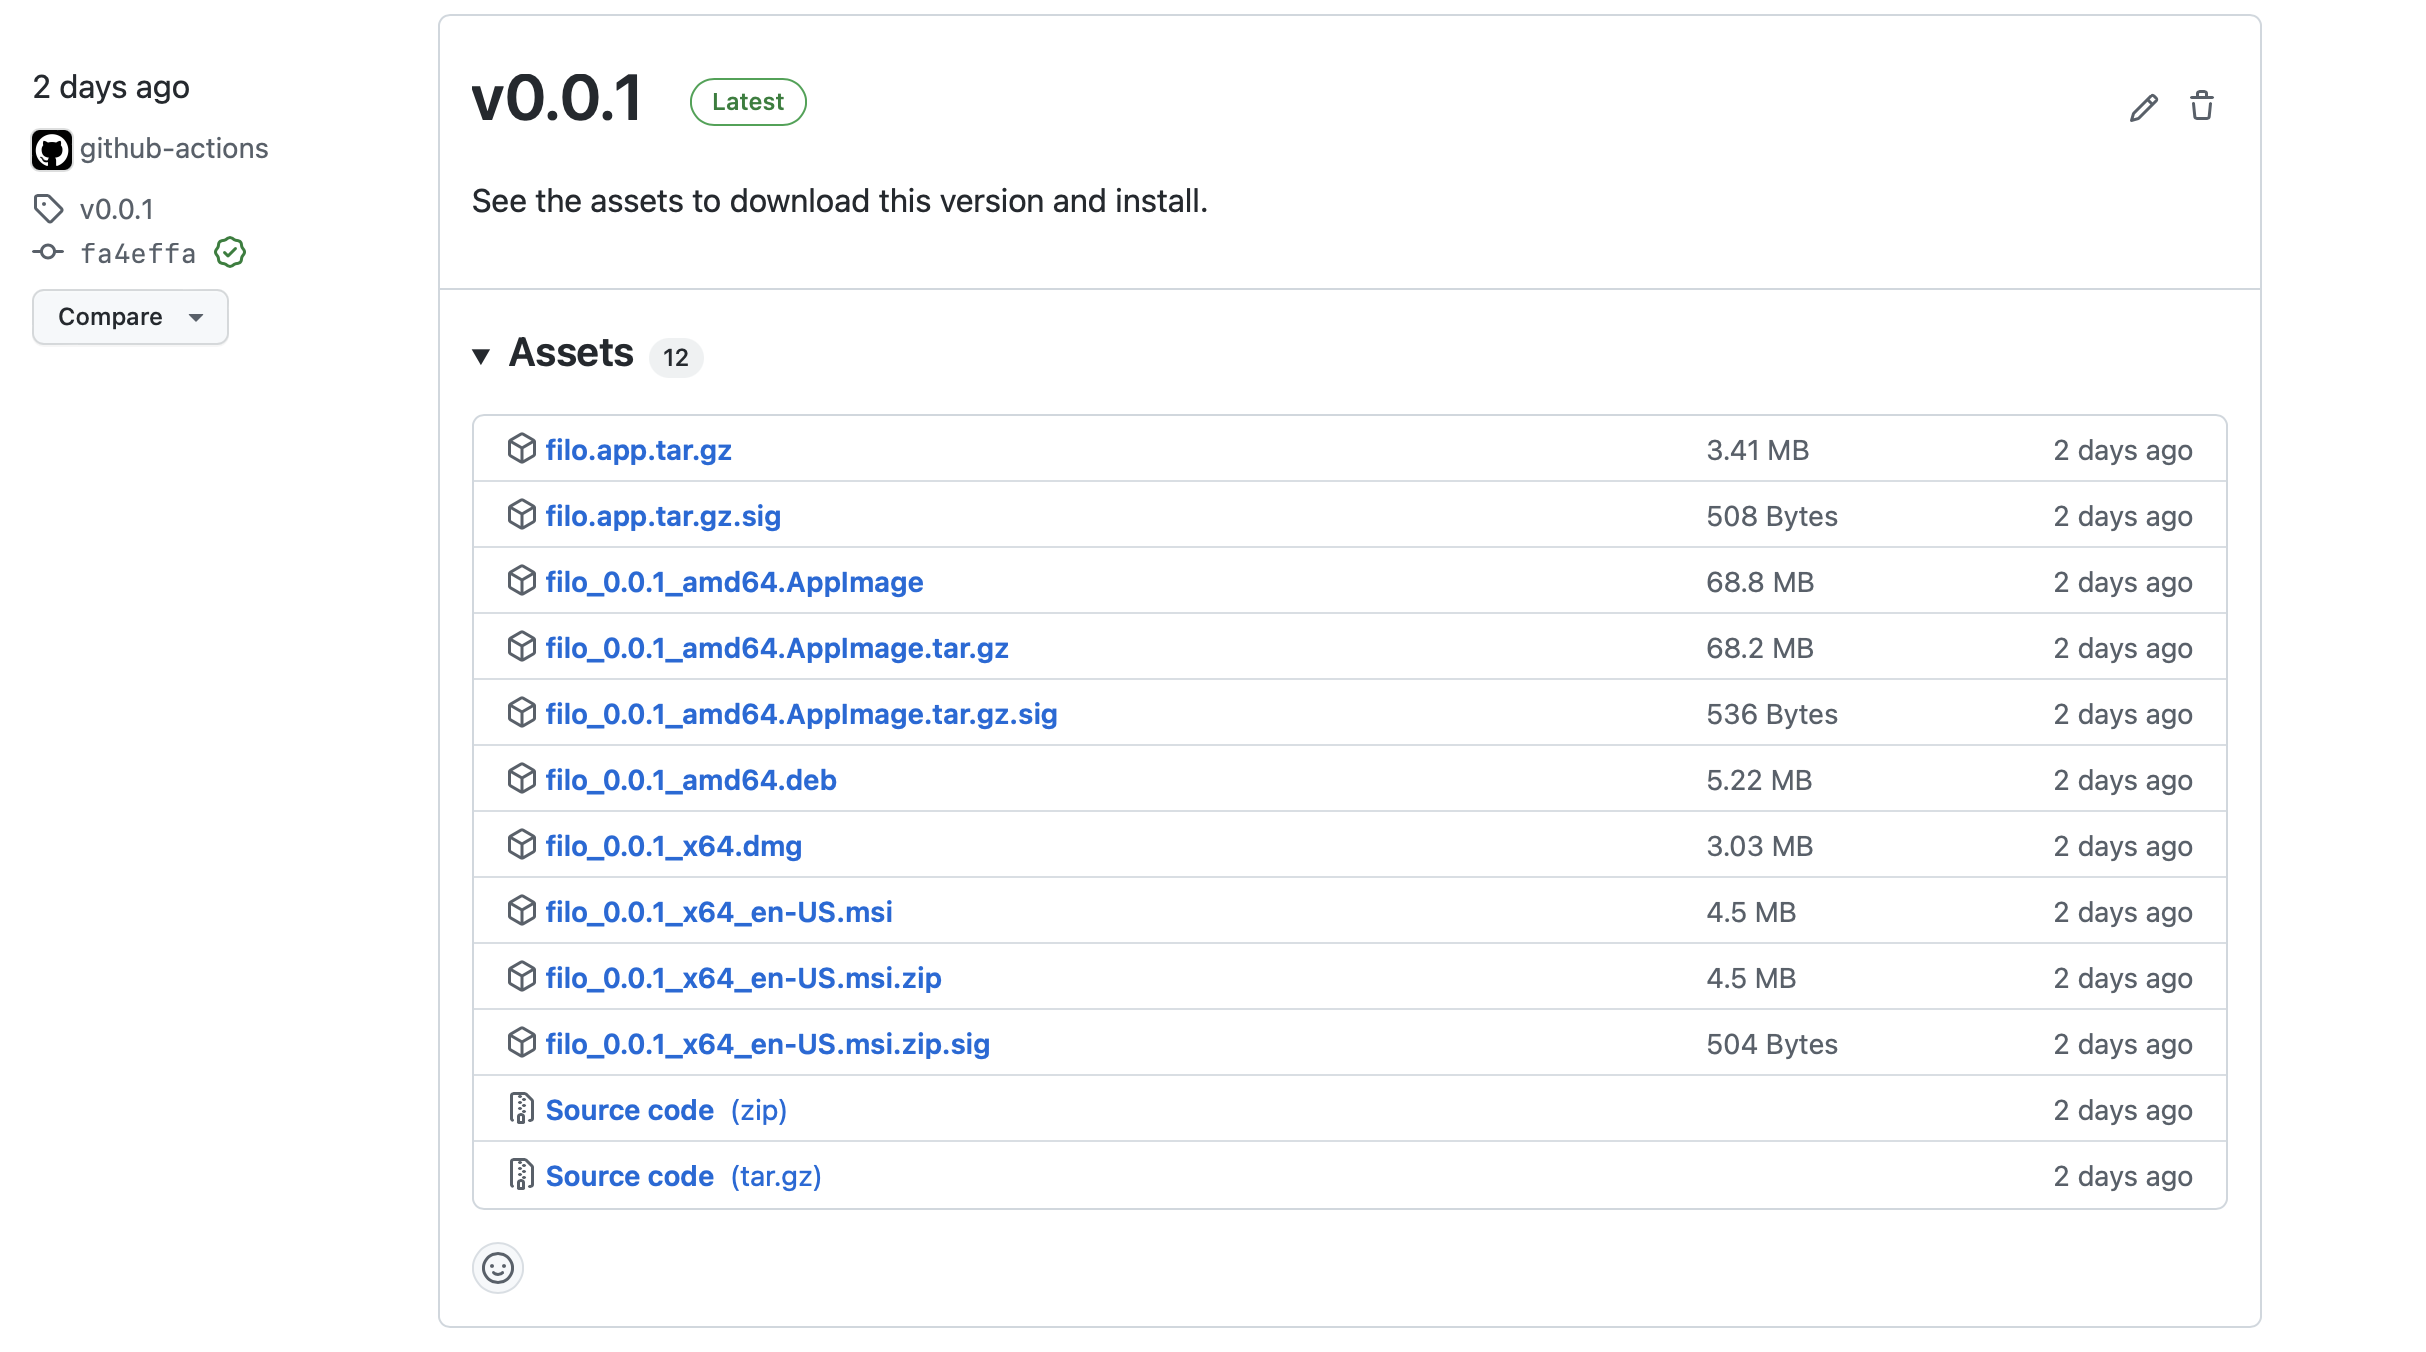 2 days ago
github-actions
v0.0.1
fa4effa
Compare
v0.0.1 Latest
See the assets to download this version and install.
Assets 12
filo.app.tar.gz 3.41 MB 2 days ago
filo.app.tar.gz.sig 508 Bytes 2 days ago
filo_0.0.1_amd64.AppImage 68.8 MB 2 days ago
filo_0.0.1_amd64.AppImage.tar.gz 68.2 MB 2 days ago
filo_0.0.1_amd64.AppImage.tar.gz.sig 536 Bytes 2 days ago
filo_0.0.1_amd64.deb 5.22 MB 2 days ago
filo_0.0.1_x64.dmg 3.03 MB 2 days ago
filo_0.0.1_x64_en-US.msi 4.5 MB 2 days ago
filo_0.0.1_x64_en-US.msi.zip 4.5 MB 2 days ago
filo_0.0.1_x64_en-US.msi.zip.sig 504 Bytes 2 days ago
Source code (zip) 2 days ago
Source code (tar.gz) 2 days ago